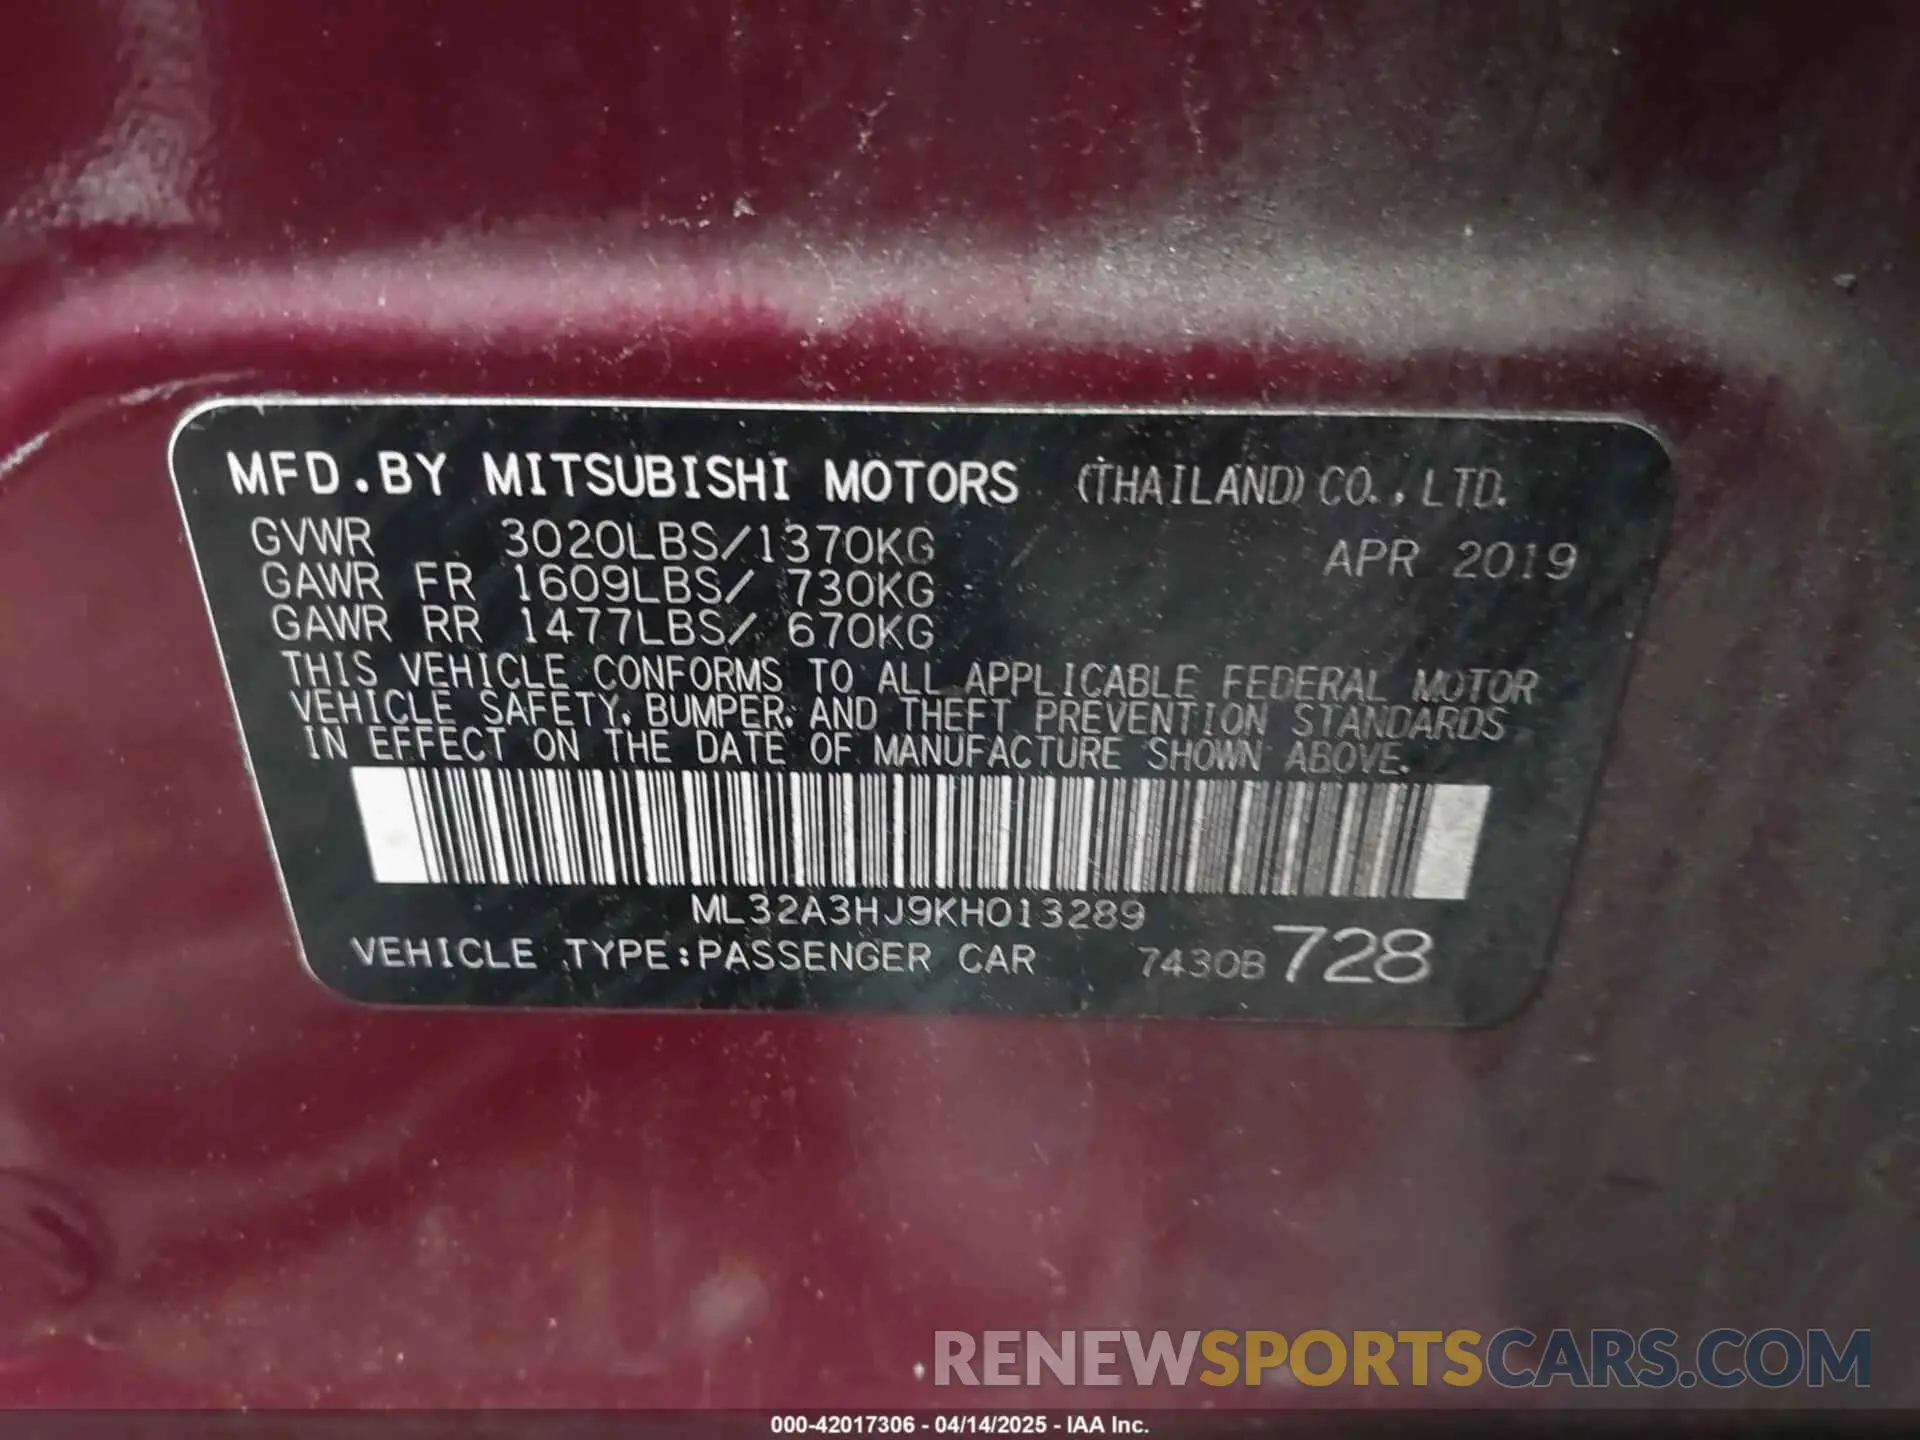 MFD.BY MITSUBISHI MOTORS (THAILAND) CO.,LTD.
GVWR 3020LBS/1370KG APR 2019
GAWR FR 1609LBS/ 730KG
GAWR RR 1477LBS/ 670KG
THIS VEHICLE CONFORMS TO ALL APPLICABLE FEDERAL MOTOR
VEHICLE SAFETY, BUMPER, AND THEFT PREVENTION STANDARDS
IN EFFECT ON THE DATE OF MANUFACTURE SHOWN ABOVE.
ML32A3HJ9KH013289
VEHICLE TYPE:PASSENGER CAR 7430B 728
RENEWSPORTSCARS.COM
000-42017306 - 04/14/2025 - IAA Inc.